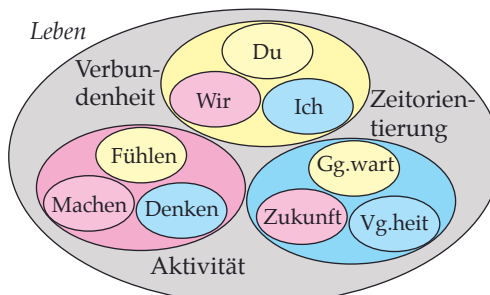 Leben
Verbun-
denheit
Du
Wir
Ich
Zeitorien-
tierung
Fühlen
Machen
Denken
Gg.wart
Zukunft
Vg.heit
Aktivität